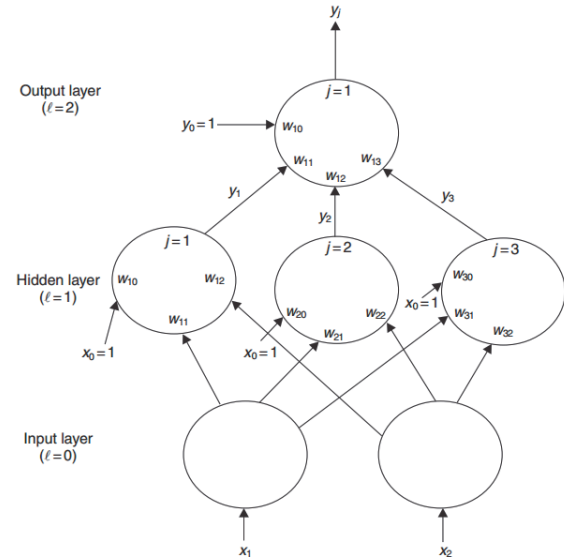 yj
Output layer
(ℓ=2)
j=1
y0=1
w10
w11
w12
w13
y1
y2
y3
Hidden layer
(ℓ=1)
j=1
w10
w12
w11
x0=1
j=2
w20
w22
w21
x0=1
j=3
w30
x0=1
w31
w32
Input layer
(ℓ=0)
x1
x2